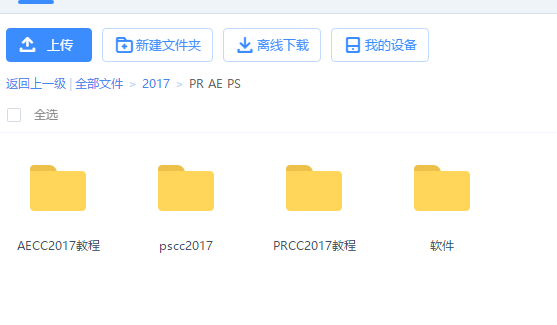 上传 新建文件夹 离线下载 我的设备
返回上一级 | 全部文件 > 2017 > PR AE PS
全选
AECC2017教程 pscc2017 PRCC2017教程 软件